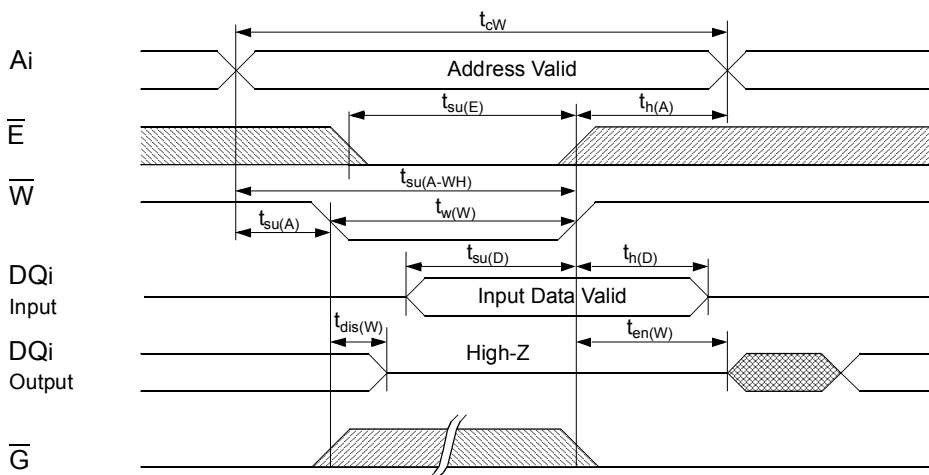 tcW
Ai
Address Valid
tsu(E)
th(A)
E
tsu(A-WH)
W
tw(W)
tsu(A)
tsu(D)
th(D)
DQi
Input
Input Data Valid
tdis(W)
ten(W)
DQi
Output
High-Z
G